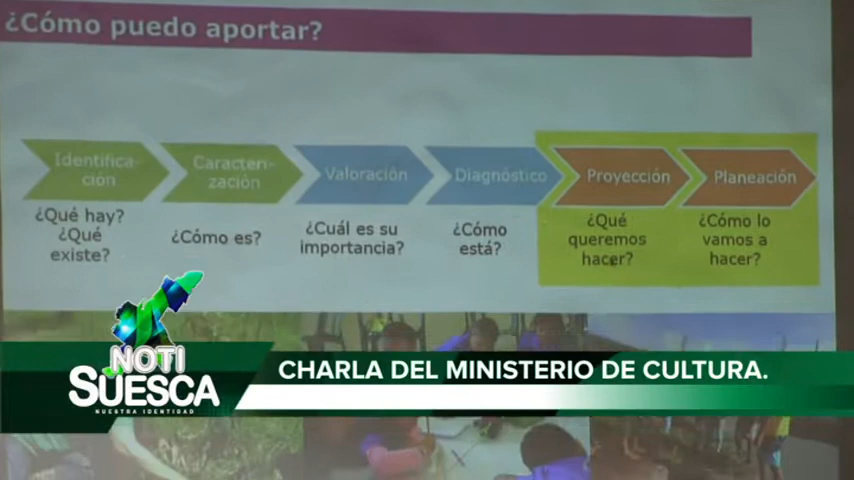 ¿Cómo puedo aportar?
Identifica-
ción
Caracteri-
zación
Valoración
Diagnóstico
Proyección
Planeación
¿Qué hay?
¿Qué
existe?
¿Cómo es?
¿Cuál es su
importancia?
¿Cómo
está?
¿Qué
queremos
hacer?
¿Cómo lo
vamos a
hacer?
NOTI
SUESCA
NUESTRA IDENTIDAD
CHARLA DEL MINISTERIO DE CULTURA.